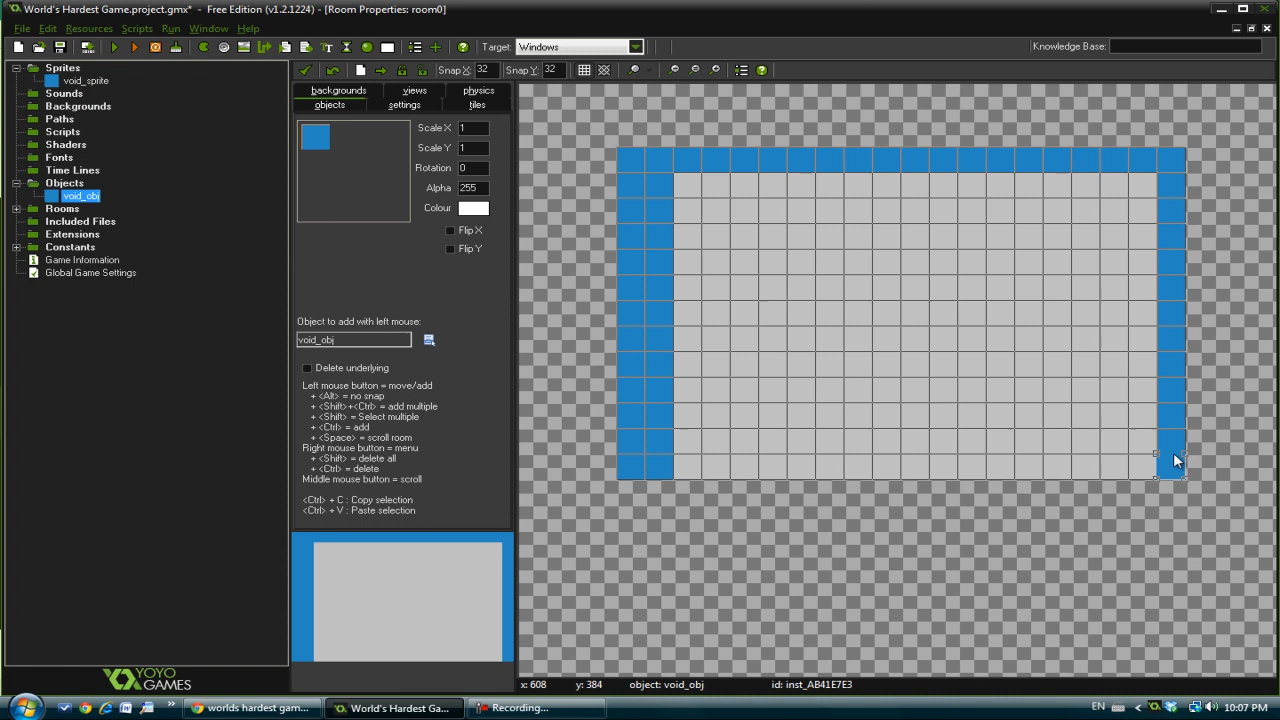 World's Hardest Game.project.gmx* - Free Edition (v1.2.1224) - [Room Properties: room0]
File Edit Resources Scripts Run Window Help
Target: Windows
Knowledge Base:
Sprites
void_sprite
Sounds
Backgrounds
Paths
Scripts
Shaders
Fonts
Time Lines
Objects
void_obj
Rooms
Included Files
Extensions
Constants
Game Information
Global Game Settings
YOYO
GAMES
Snap X: 32 Snap Y: 32
backgrounds views physics
objects settings tiles
Scale X 1
Scale Y 1
Rotation 0
Alpha 255
Colour
Flip X
Flip Y
Object to add with left mouse:
void_obj
Delete underlying
Left mouse button = move/add
+ <Alt> = no snap
+ <Shift>+<Ctrl> = add multiple
+ <Shift> = Select multiple
+ <Ctrl> = add
+ <Space> = scroll room
Right mouse button = menu
+ <Shift> = delete all
+ <Ctrl> = delete
Middle mouse button = scroll
<Ctrl> + C : Copy selection
<Ctrl> + V : Paste selection
x: 608 y: 384 object: void_obj id: inst_AB41E7E3
worlds hardest gam... World's Hardest Ga... Recording... EN 10:07 PM